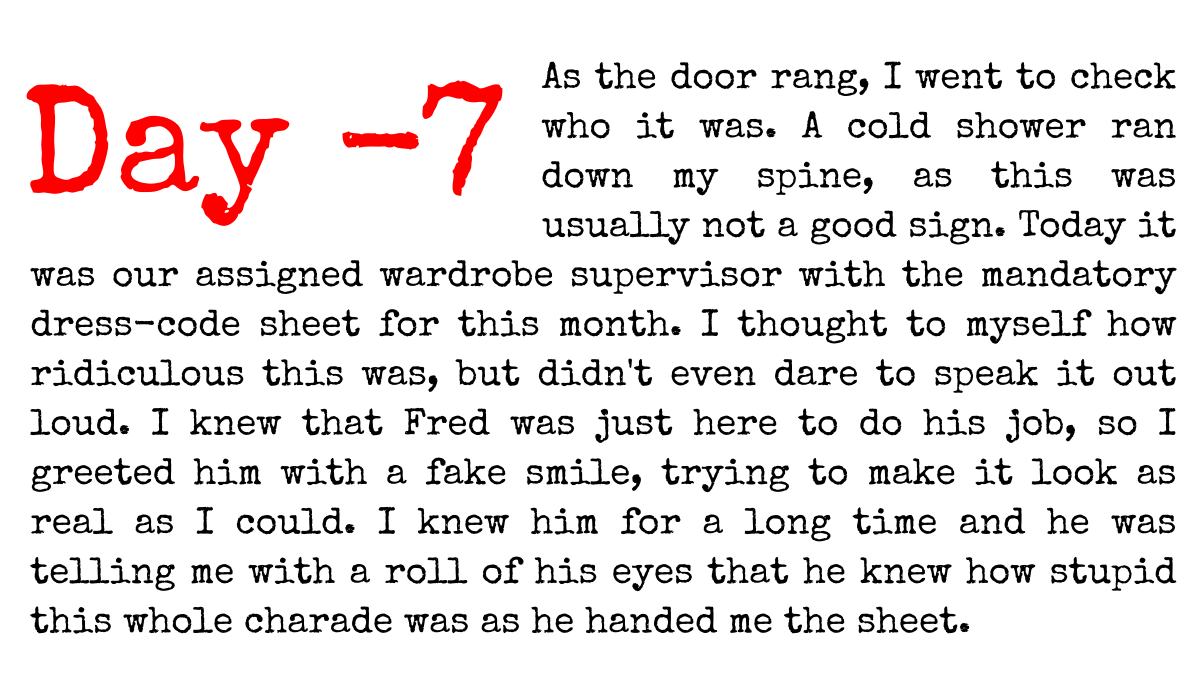 Day -7
As the door rang, I went to check
who it was. A cold shower ran
down my spine, as this was
usually not a good sign. Today it
was our assigned wardrobe supervisor with the mandatory
dress-code sheet for this month. I thought to myself how
ridiculous this was, but didn't even dare to speak it out
loud. I knew that Fred was just here to do his job, so I
greeted him with a fake smile, trying to make it look as
real as I could. I knew him for a long time and he was
telling me with a roll of his eyes that he knew how stupid
this whole charade was as he handed me the sheet.